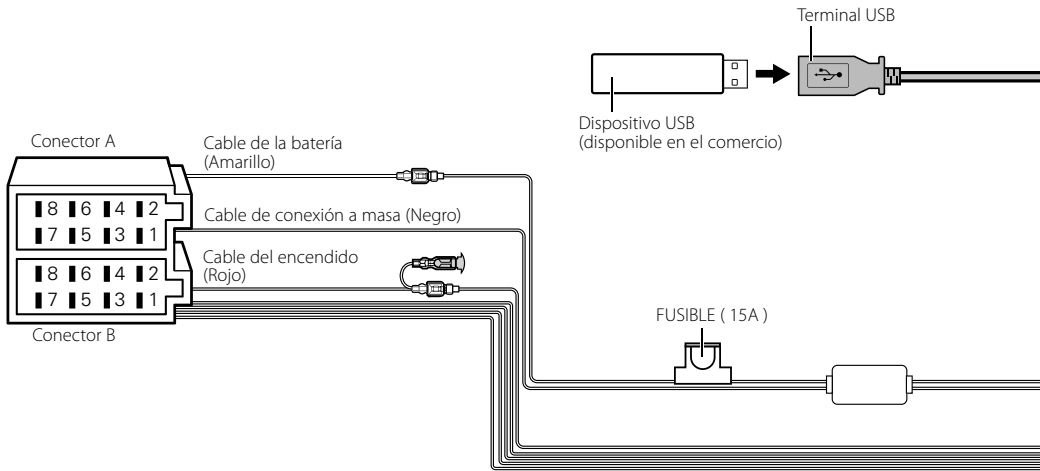 Terminal USB
Dispositivo USB
(disponible en el comercio)
Conector A
Cable de la batería
(Amarillo)
8 6 4 2
7 5 3 1
Cable de conexión a masa (Negro)
Cable del encendido
(Rojo)
8 6 4 2
7 5 3 1
Conector B
FUSIBLE ( 15A )